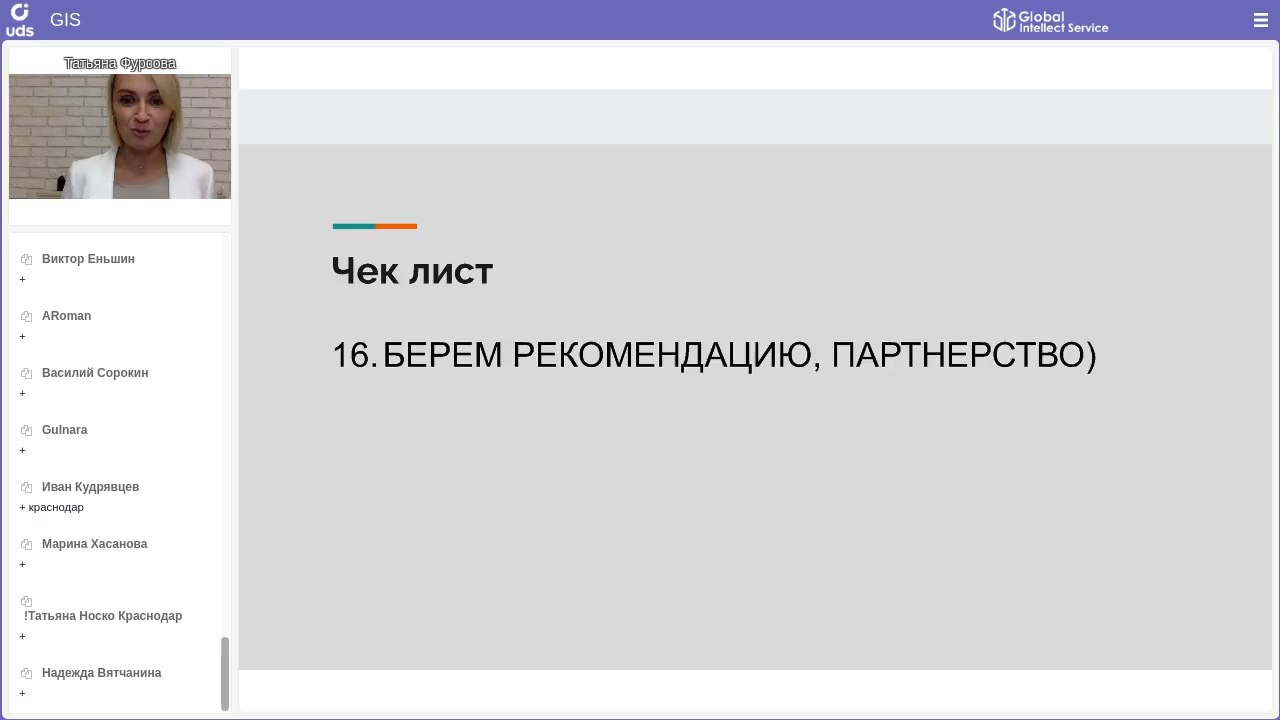 uds
GIS
Global
Intellect Service
Татьяна Фурсова
Виктор Еньшин
+
ARoman
+
Василий Сорокин
+
Gulnara
+
Иван Кудрявцев
+ краснодар
Марина Хасанова
+
!Татьяна Носко Краснодар
+
Надежда Вятчанина
+
Чек лист
16. БЕРЕМ РЕКОМЕНДАЦИЮ, ПАРТНЕРСТВО)